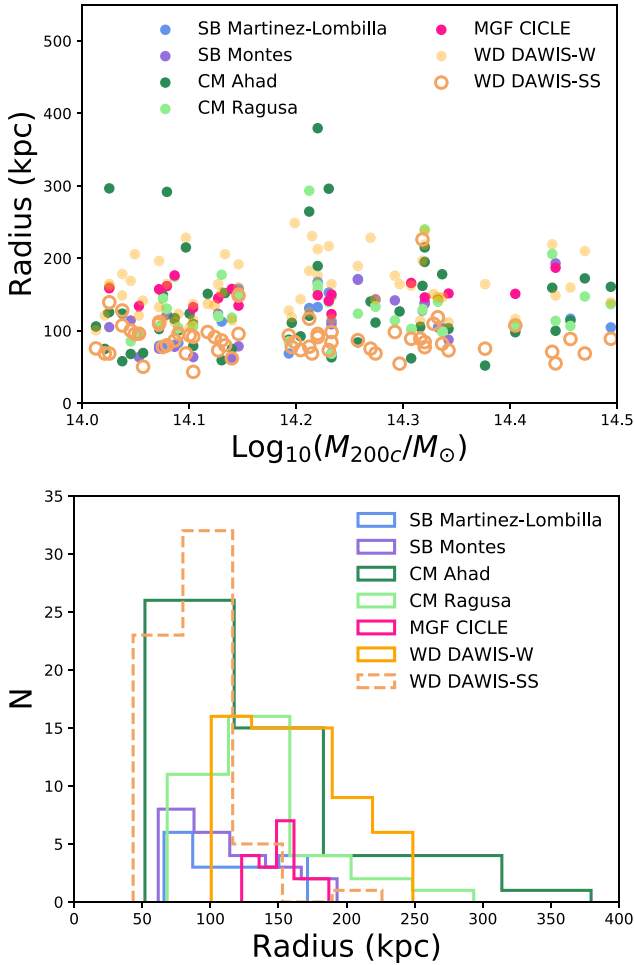 SB Martinez-Lombilla
SB Montes
CM Ahad
CM Ragusa
MGF CICLE
WD DAWIS-W
WD DAWIS-SS
500
400
300
200
100
0
Radius (kpc)
14.0 14.1 14.2 14.3 14.4 14.5
Log₁₀(M₂₀₀c/M⊙)
35
30
25
20
15
10
5
0
N
SB Martinez-Lombilla
SB Montes
CM Ahad
CM Ragusa
MGF CICLE
WD DAWIS-W
WD DAWIS-SS
0 50 100 150 200 250 300 350 400
Radius (kpc)